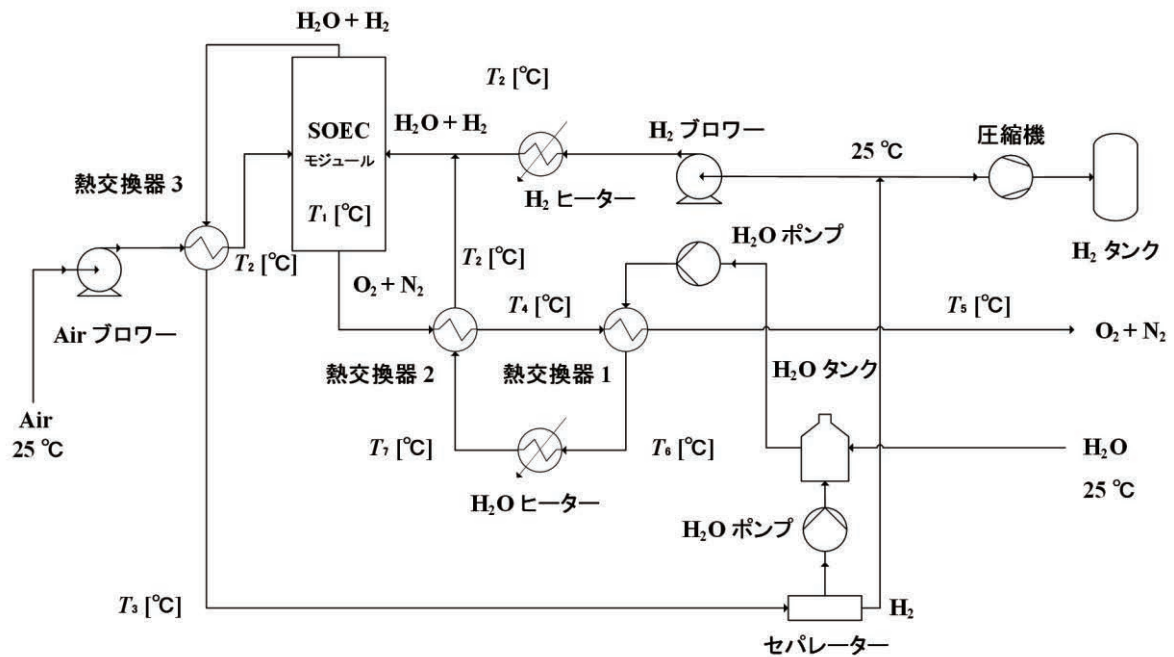 H₂O + H₂
T₂ [℃]
SOEC
モジュール
T₁ [℃]
H₂O + H₂
H₂ ブロワー
25 ℃
圧縮機
H₂ ヒーター
H₂ タンク
熱交換器 3
T₂ [℃]
Air ブロワー
Air
25 ℃
O₂ + N₂
T₂ [℃]
H₂O ポンプ
T₄ [℃]
T₅ [℃]
O₂ + N₂
熱交換器 2
熱交換器 1
H₂O タンク
T₇ [℃]
T₆ [℃]
H₂O ヒーター
H₂O
25 ℃
H₂O ポンプ
T₃ [℃]
H₂
セパレーター